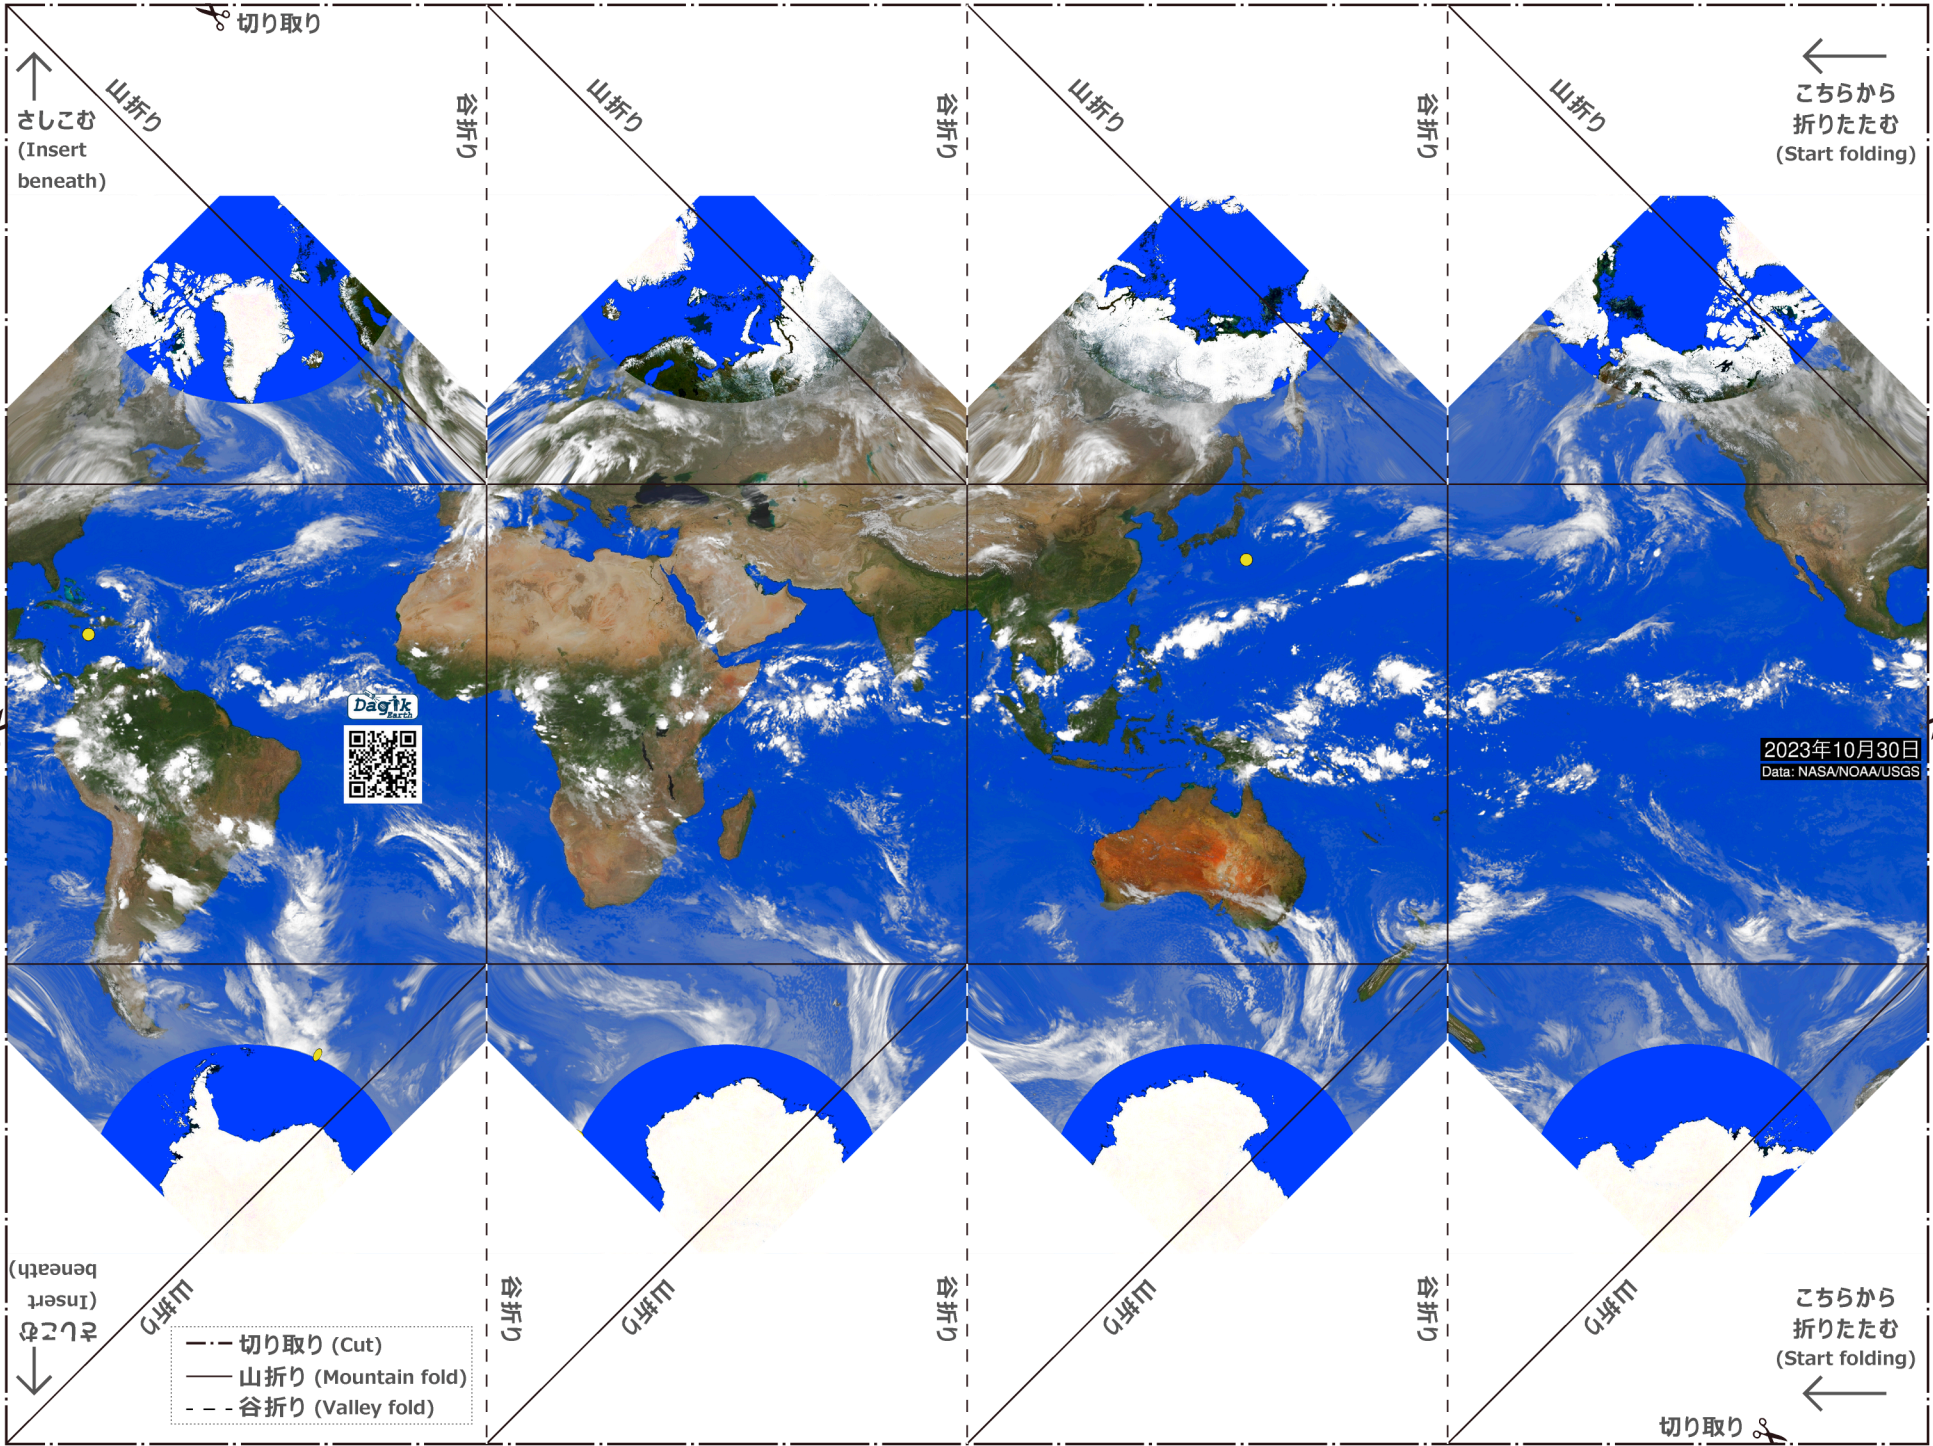 切り取り
山折り
谷折り
山折り
谷折り
山折り
谷折り
山折り
さしこむ
(Insert
beneath)
こちらから
折りたたむ
(Start folding)
Dagik
Earth
2023年10月30日
Data: NASA/NOAA/USGS
さしこむ
(Insert
beneath)
山折り
谷折り
山折り
谷折り
山折り
谷折り
山折り
切り取り (Cut)
山折り (Mountain fold)
谷折り (Valley fold)
こちらから
折りたたむ
(Start folding)
切り取り